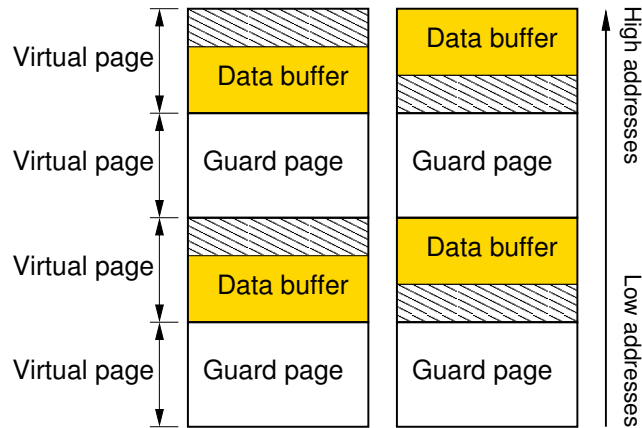 Virtual page
Data buffer
Data buffer
Virtual page
Guard page
Guard page
Virtual page
Data buffer
Data buffer
Virtual page
Guard page
Guard page
High addresses
Low addresses